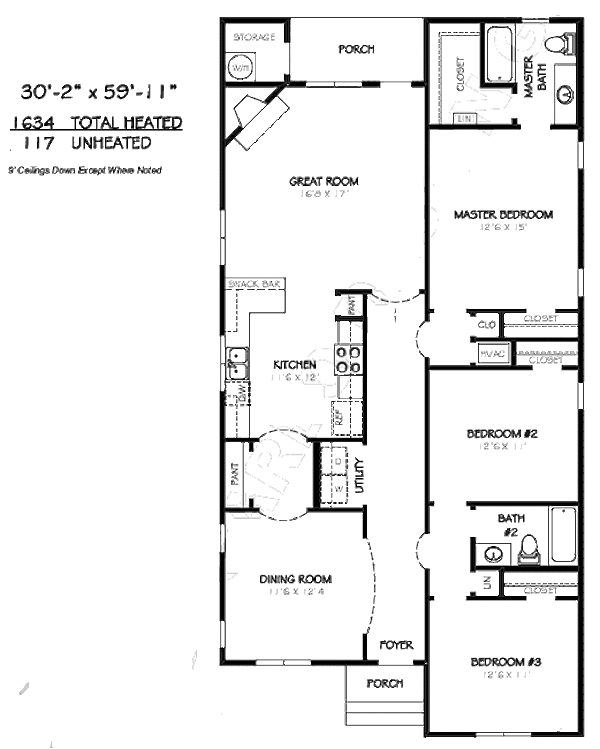 30'-2" x 59'-11"
1634 TOTAL HEATED
117 UNHEATED
9' Ceilings Down Except Where Noted
STORAGE
W/H
PORCH
CLOSET
LIN
MASTER
BATH
GREAT ROOM
16'8 X 17'
MASTER BEDROOM
12'6 X 15'
SNACK BAR
PANT
CLO
CLOSET
HVAC
CLOSET
KITCHEN
11'6 X 12'
D/W
REF
BEDROOM #2
12'6 X 11'
PANT
D
W
UTILITY
BATH
#2
DINING ROOM
11'6 X 12'4
LIN
CLOSET
FOYER
PORCH
BEDROOM #3
12'6 X 11'